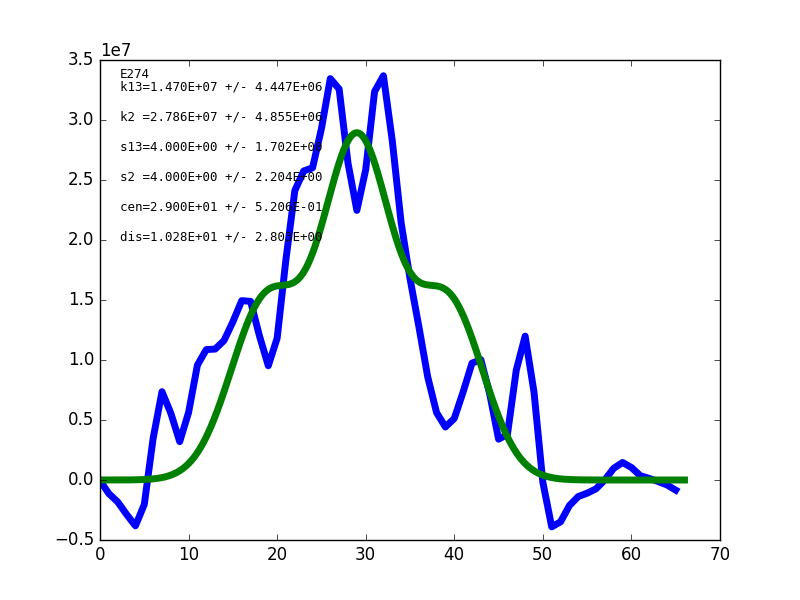 1e7
3.5
3.0
2.5
2.0
1.5
1.0
0.5
0.0
−0.5
E274
k13=1.470E+07 +/- 4.447E+06
k2 =2.786E+07 +/- 4.855E+06
s13=4.000E+00 +/- 1.702E+00
s2 =4.000E+00 +/- 2.204E+00
cen=2.900E+01 +/- 5.206E-01
dis=1.028E+01 +/- 2.803E+00
0 10 20 30 40 50 60 70